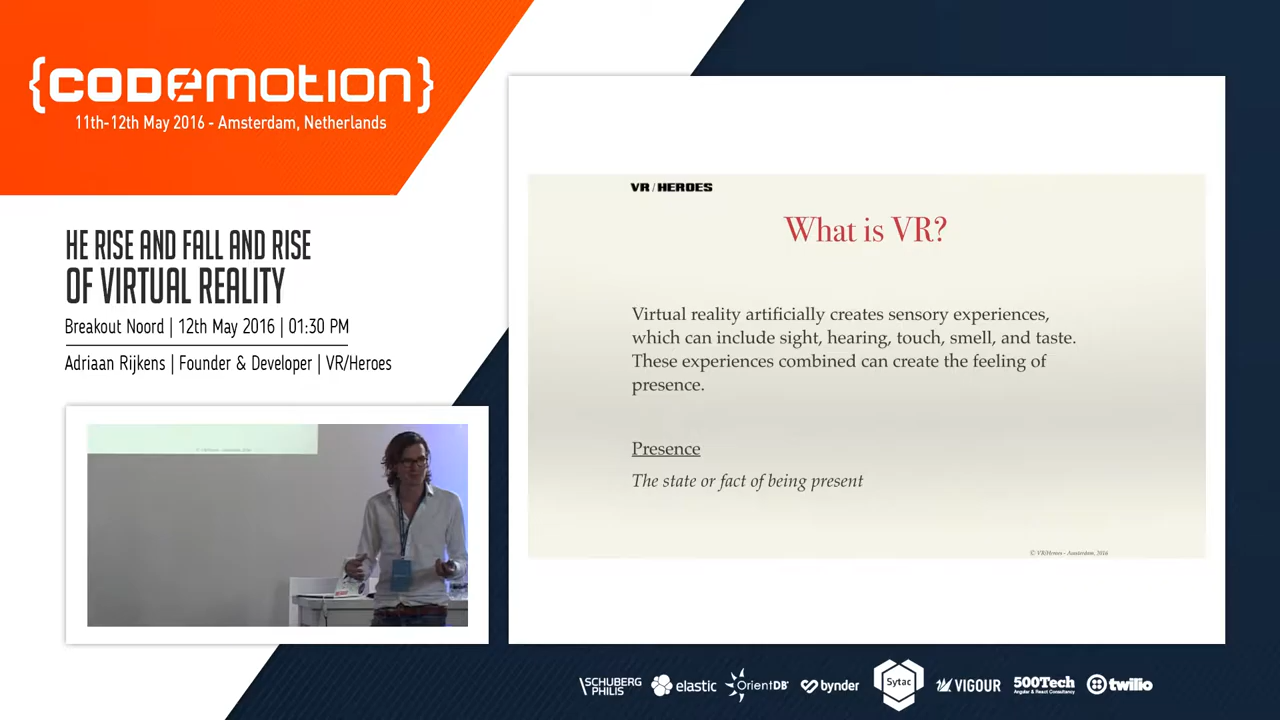 {CODEMOTION}
11th-12th May 2016 - Amsterdam, Netherlands
HE RISE AND FALL AND RISE
OF VIRTUAL REALITY
Breakout Noord | 12th May 2016 | 01:30 PM
Adriaan Rijkens | Founder & Developer | VR/Heroes
VR/HEROES
What is VR?
Virtual reality artificially creates sensory experiences,
which can include sight, hearing, touch, smell, and taste.
These experiences combined can create the feeling of
presence.
Presence
The state or fact of being present
© VR/Heroes - Amsterdam, 2016
SCHUBERG
PHILIS
elastic
OrientDB
bynder
Sytac
VIGOUR
500Tech
Angular & React Consultancy
twilio